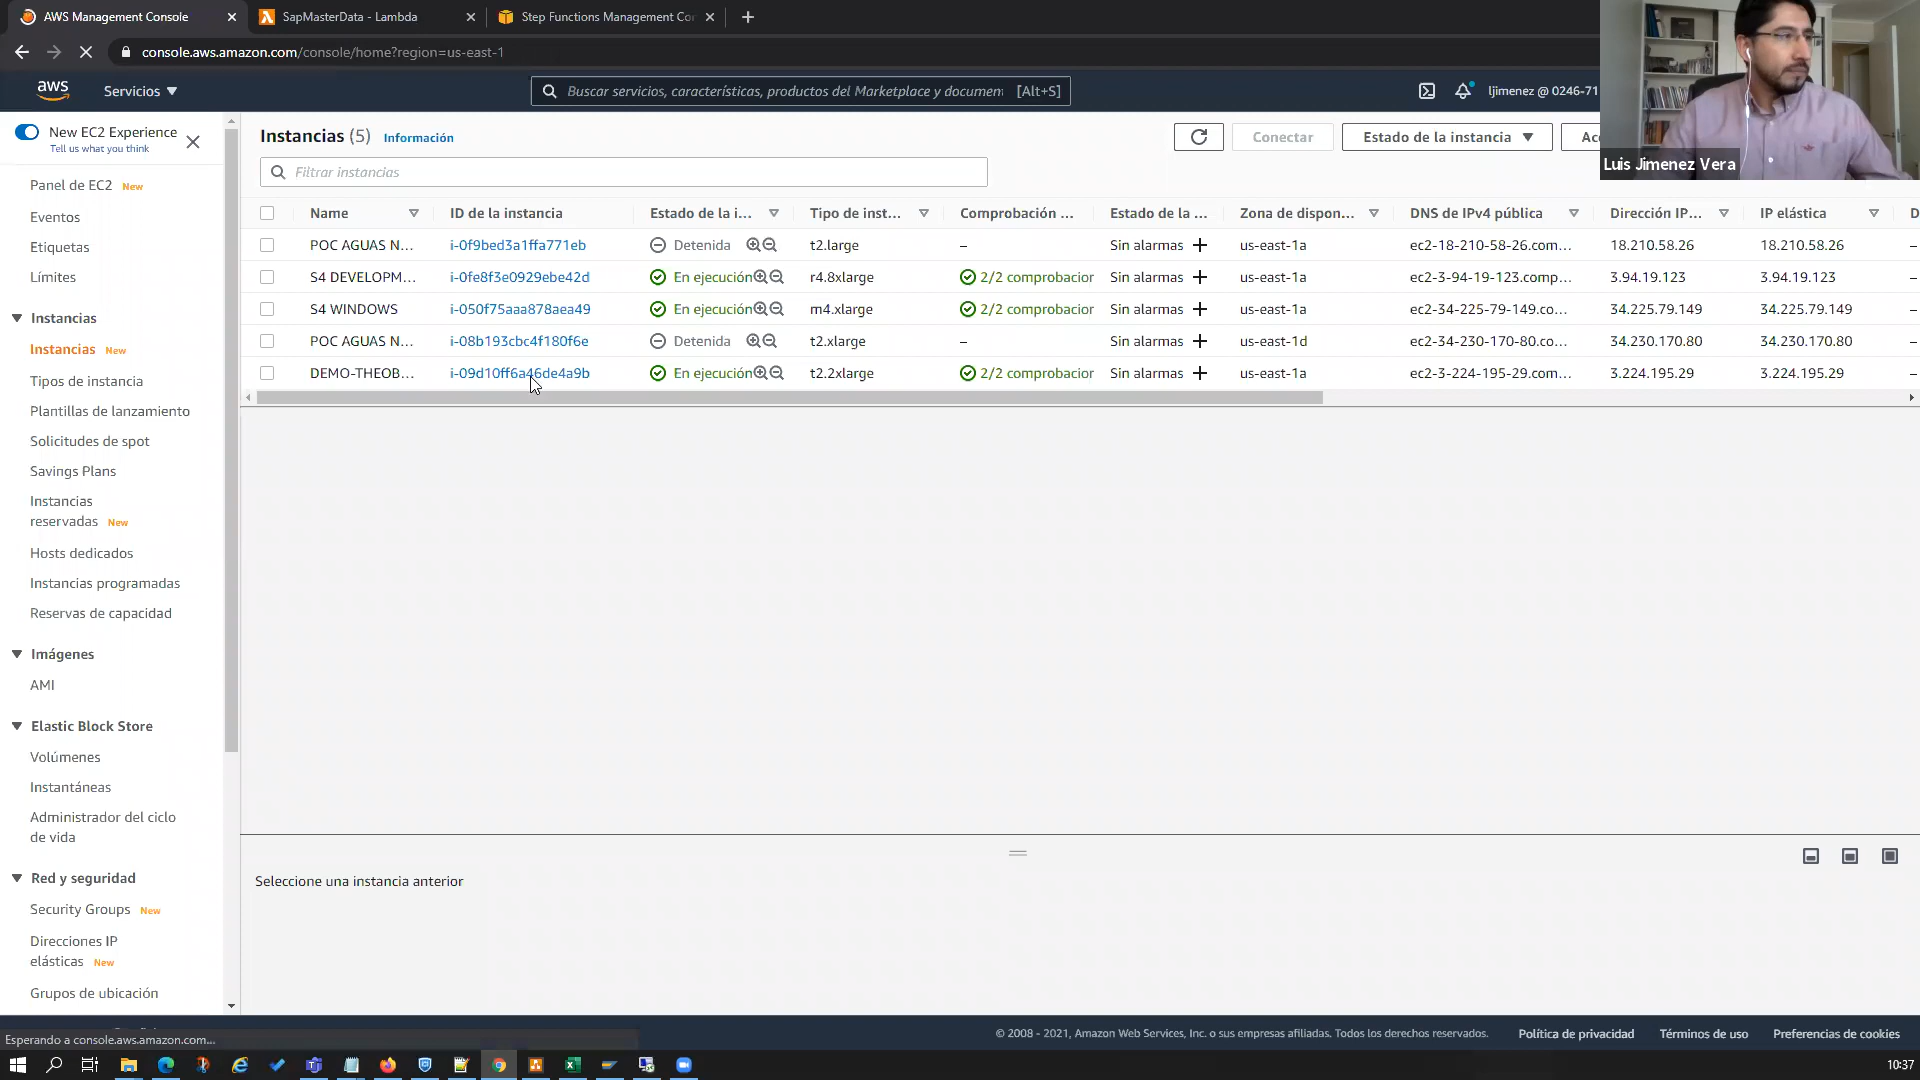 AWS Management Console
SapMasterData - Lambda
Step Functions Management Cor
console.aws.amazon.com/console/home?region=us-east-1
aws
Servicios
Buscar servicios, características, productos del Marketplace y documen
[Alt+S]
ljimenez @ 0246-71
Luis Jimenez Vera
New EC2 Experience
Tell us what you think
Panel de EC2 New
Eventos
Etiquetas
Límites
Instancias
Instancias New
Tipos de instancia
Plantillas de lanzamiento
Solicitudes de spot
Savings Plans
Instancias
reservadas New
Hosts dedicados
Instancias programadas
Reservas de capacidad
Imágenes
AMI
Elastic Block Store
Volúmenes
Instantáneas
Administrador del ciclo
de vida
Red y seguridad
Security Groups New
Direcciones IP
elásticas New
Grupos de ubicación
Instancias (5) Información
Conectar
Estado de la instancia
Filtrar instancias
Name ID de la instancia Estado de la i... Tipo de inst... Comprobación ... Estado de la ... Zona de dispon... DNS de IPv4 pública Dirección IP... IP elástica D
POC AGUAS N... i-0f9bed3a1ffa771eb Detenida t2.large – Sin alarmas + us-east-1a ec2-18-210-58-26.com... 18.210.58.26 18.210.58.26 –
S4 DEVELOPM... i-0fe8f3e0929ebe42d En ejecución r4.8xlarge 2/2 comprobacior Sin alarmas + us-east-1a ec2-3-94-19-123.comp... 3.94.19.123 3.94.19.123 –
S4 WINDOWS i-050f75aaa878aea49 En ejecución m4.xlarge 2/2 comprobacior Sin alarmas + us-east-1a ec2-34-225-79-149.co... 34.225.79.149 34.225.79.149 –
POC AGUAS N... i-08b193cbc4f180f6e Detenida t2.xlarge – Sin alarmas + us-east-1d ec2-34-230-170-80.co... 34.230.170.80 34.230.170.80 –
DEMO-THEOB... i-09d10ff6a46de4a9b En ejecución t2.2xlarge 2/2 comprobacior Sin alarmas + us-east-1a ec2-3-224-195-29.com... 3.224.195.29 3.224.195.29 –
Seleccione una instancia anterior
Esperando a console.aws.amazon.com...
© 2008 - 2021, Amazon Web Services, Inc. o sus empresas afiliadas. Todos los derechos reservados. Política de privacidad Términos de uso Preferencias de cookies
10:37